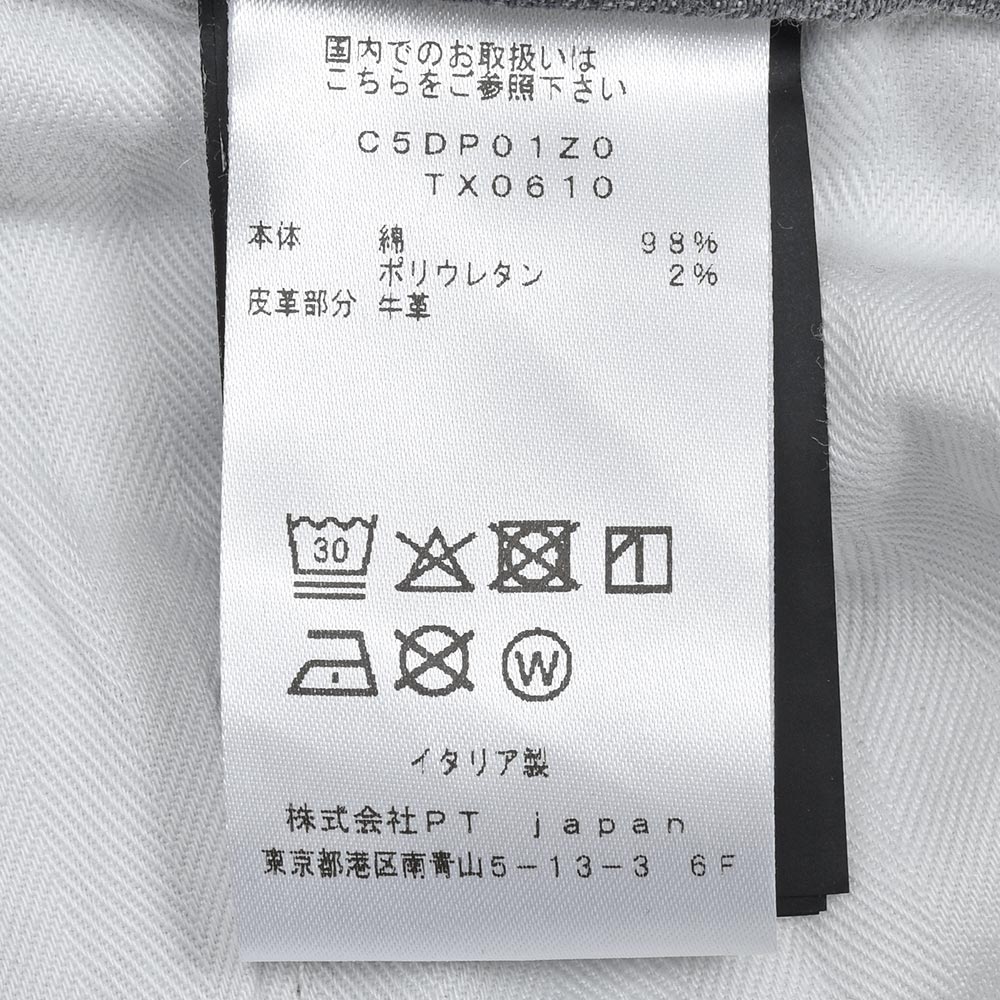 国内でのお取扱いは
こちらをご参照下さい
C5DP01Z0
TX0610
本体 綿 98%
ポリウレタン 2%
皮革部分 牛革
30
W
イタリア製
株式会社PT japan
東京都港区南青山5-13-3 6F